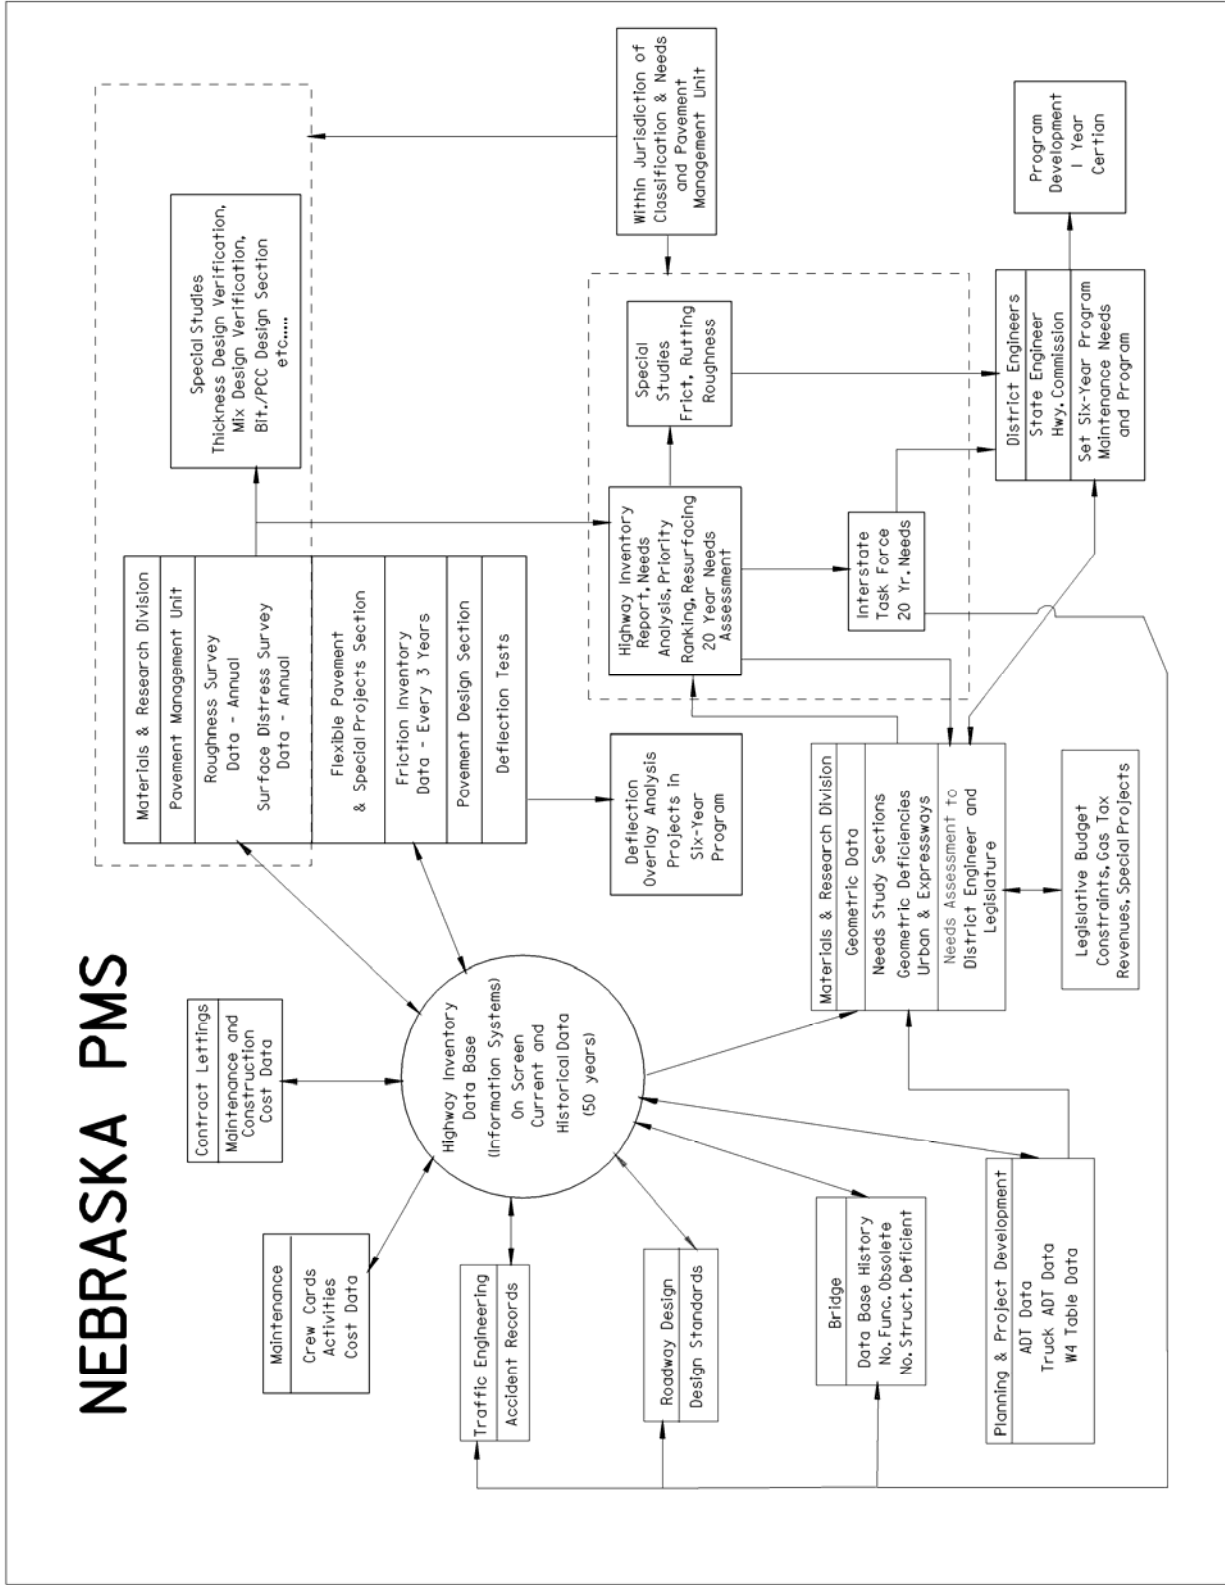 NEBRASKA PMS
Contract Lettings
Maintenance and
Construction
Cost Data
Maintenance
Crew Cards
Activities
Cost Data
Traffic Engineering
Accident Records
Roadway Design
Design Standards
Bridge
Data Base History
No. Func. Obsolete
No. Struct. Deficient
Planning & Project Development
ADT Data
Truck ADT Data
W4 Table Data
Highway Inventory
Data Base
(Information Systems)
On Screen
Current and
Historical Data
(50 years)
Materials & Research Division
Pavement Management Unit
Roughness Survey
Data - Annual
Surface Distress Survey
Data - Annual
Flexible Pavement
& Special Projects Section
Friction Inventory
Data - Every 3 Years
Pavement Design Section
Deflection Tests
Special Studies
Thickness Design Verification,
Mix Design Verification,
Bit./PCC Design Section
etc.....
Deflection
Overlay Analysis
Projects in
Six-Year
Program
Materials & Research Division
Geometric Data
Needs Study Sections
Geometric Deficiencies
Urban & Expressways
Needs Assessment to
District Engineer and
Legislature
Legislative Budget
Constraints, Gas Tax
Revenues, Special Projects
Highway Inventory
Report, Needs
Analysis, Priority
Ranking, Resurfacing
20 Year Needs
Assessment
Special
Studies
Frict. Rutting
Roughness
Interstate
Task Force
20 Yr. Needs
Within Jurisdiction of
Classification & Needs
and Pavement
Management Unit
District Engineers
State Engineer
Hwy. Commission
Set Six-Year Program
Maintenance Needs
and Program
Program
Development
1 Year
Certian